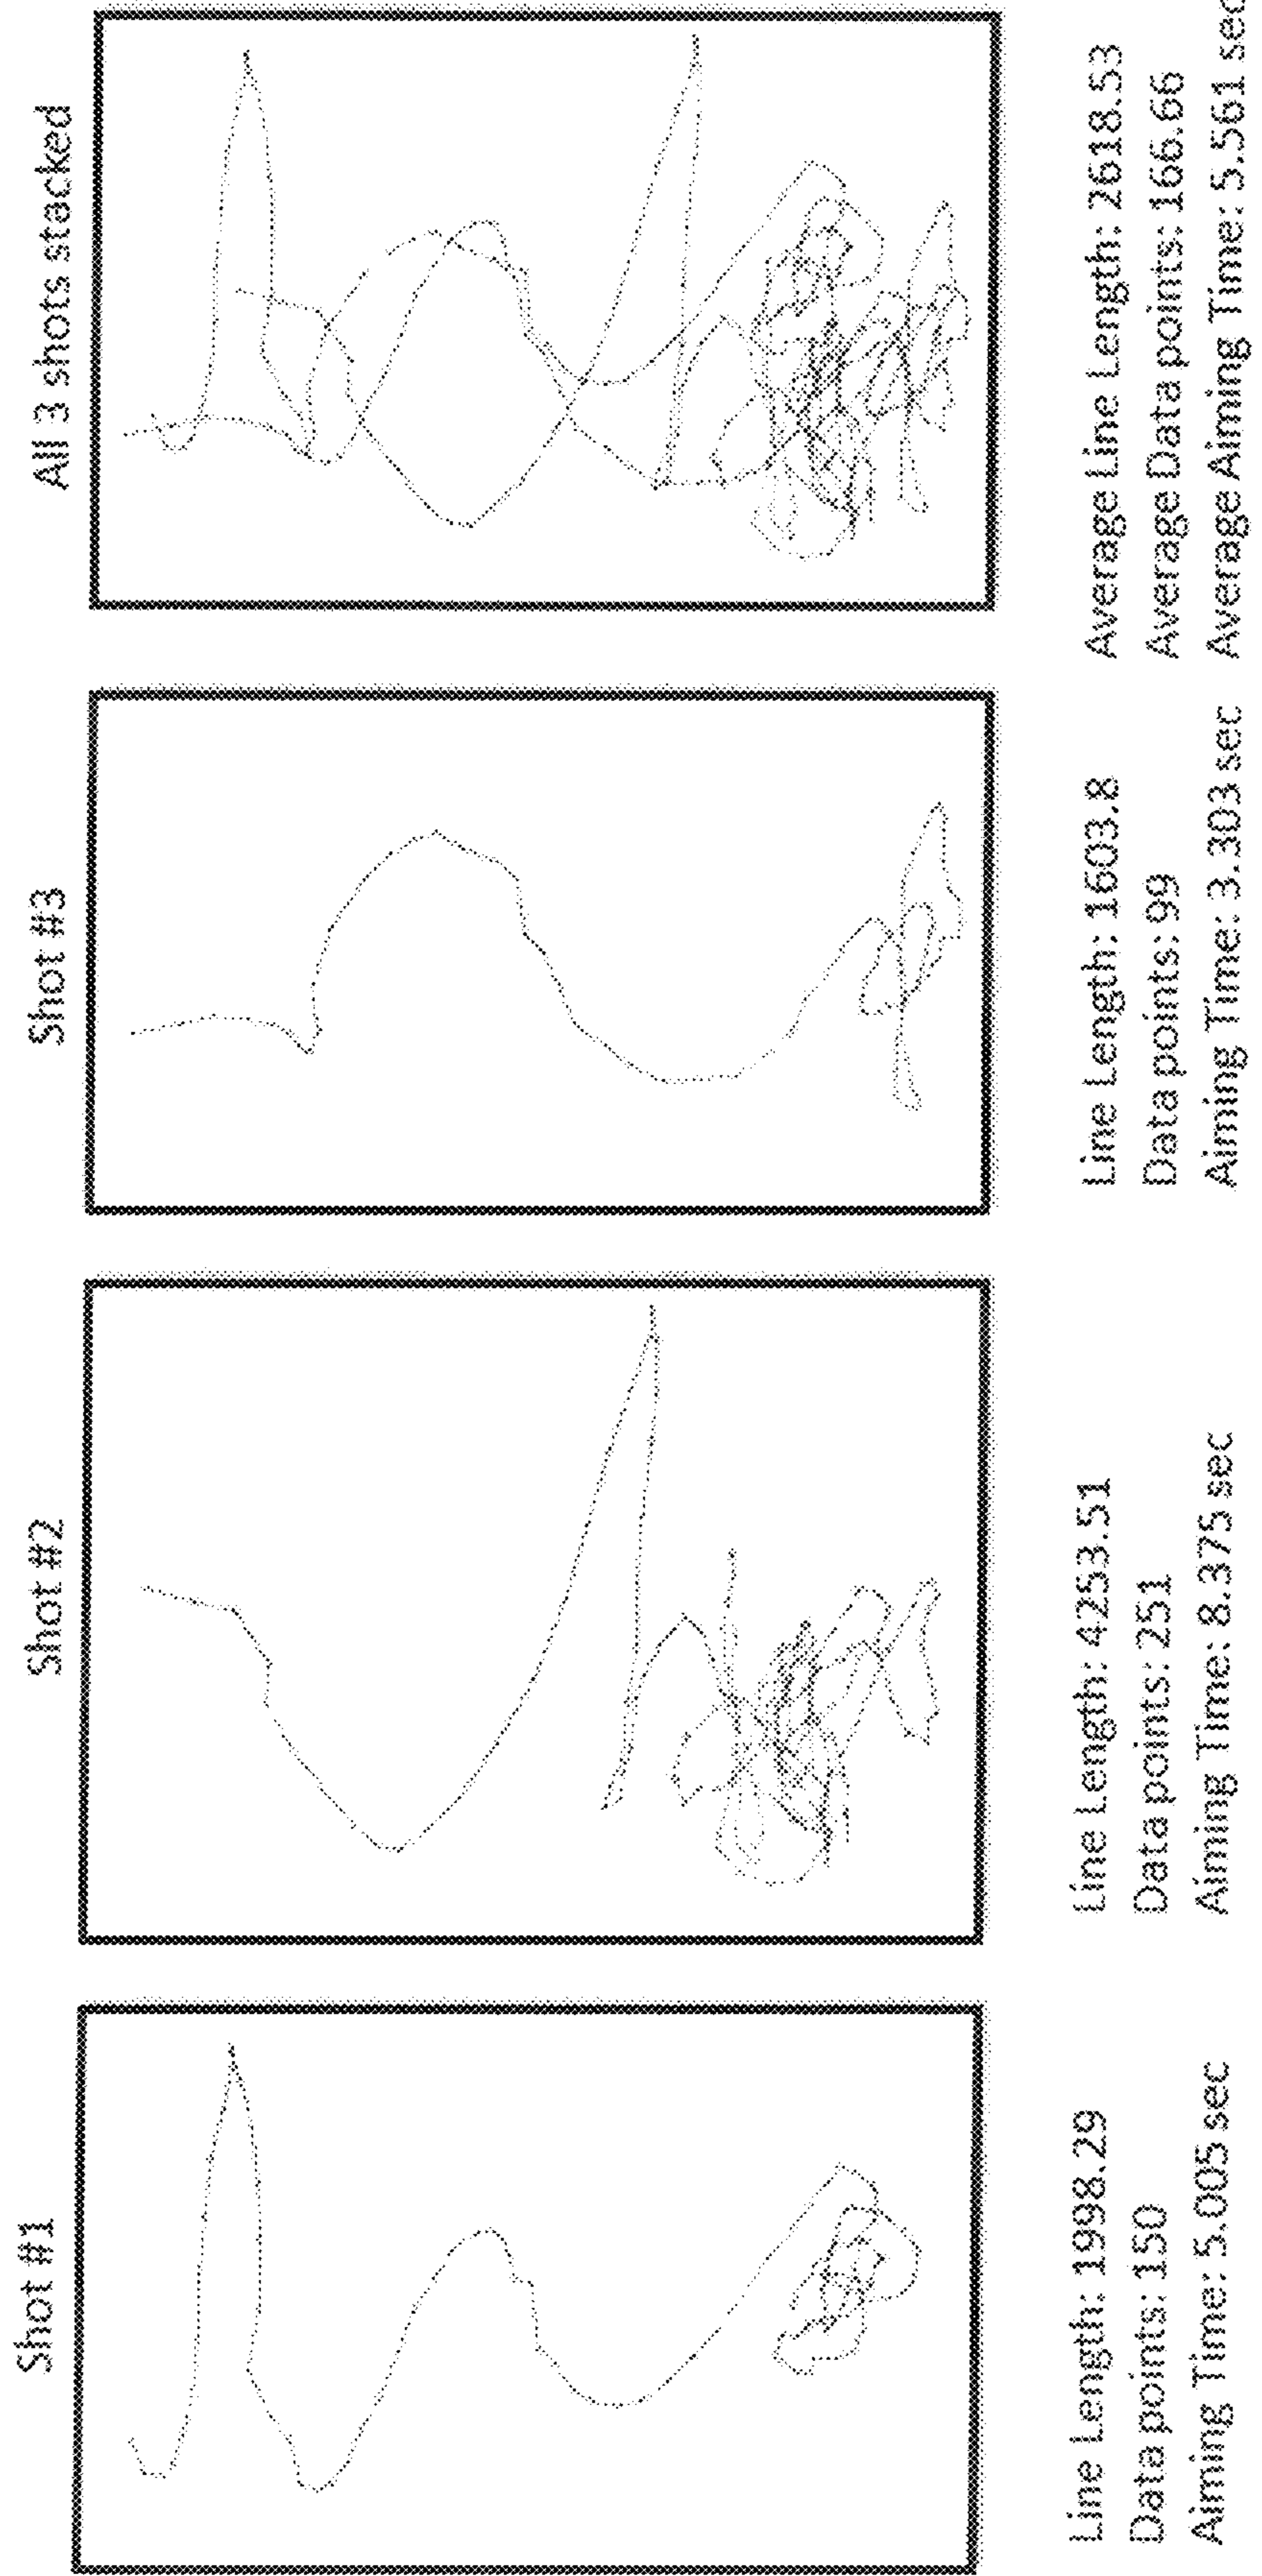 Shot #1
Line Length: 1998.29
Data points: 150
Aiming Time: 5.005 sec
Shot #2
Line Length: 4253.51
Data points: 251
Aiming Time: 8.375 sec
Shot #3
Line Length: 1603.8
Data points: 99
Aiming Time: 3.303 sec
All 3 shots stacked
Average Line Length: 2618.53
Average Data points: 166.66
Average Aiming Time: 5.561 sec